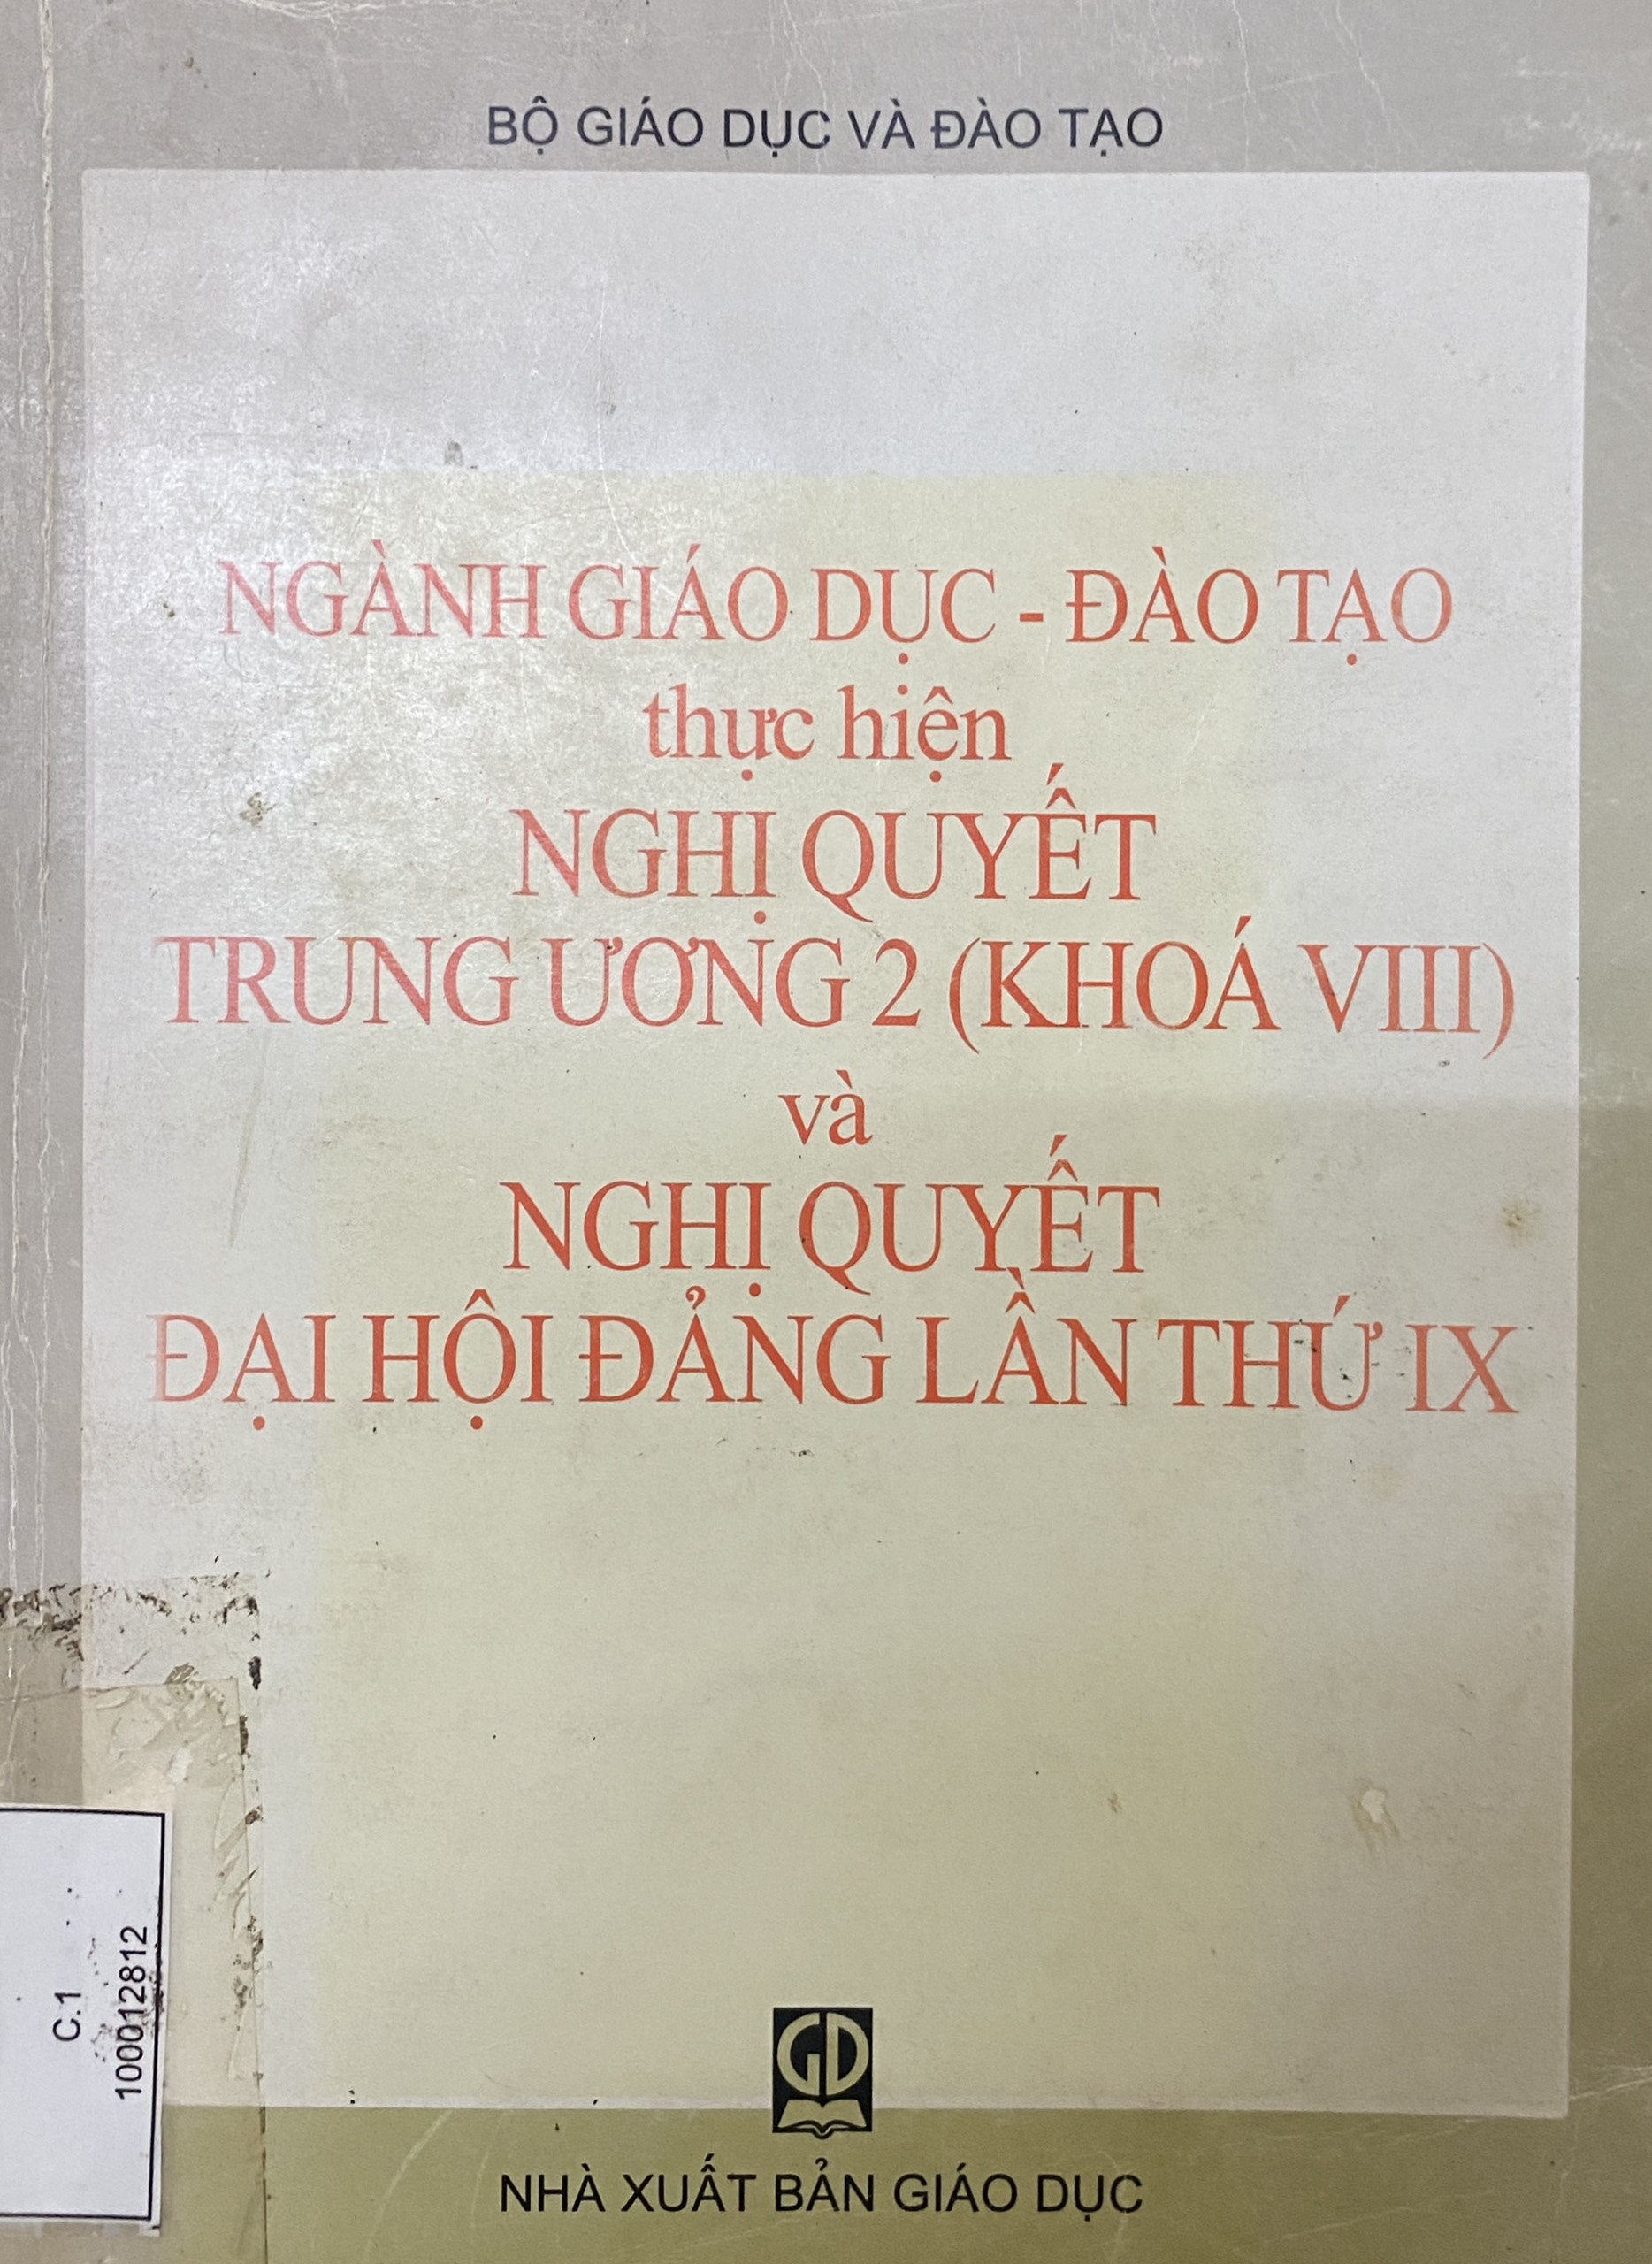 BỘ GIÁO DỤC VÀ ĐÀO TẠO
NGÀNH GIÁO DỤC - ĐÀO TẠO
thực hiện
NGHỊ QUYẾT
TRUNG ƯƠNG 2 (KHOÁ VIII)
và
NGHỊ QUYẾT
ĐẠI HỘI ĐẢNG LẦN THỨ IX
C.1
100012812
GD
NHÀ XUẤT BẢN GIÁO DỤC